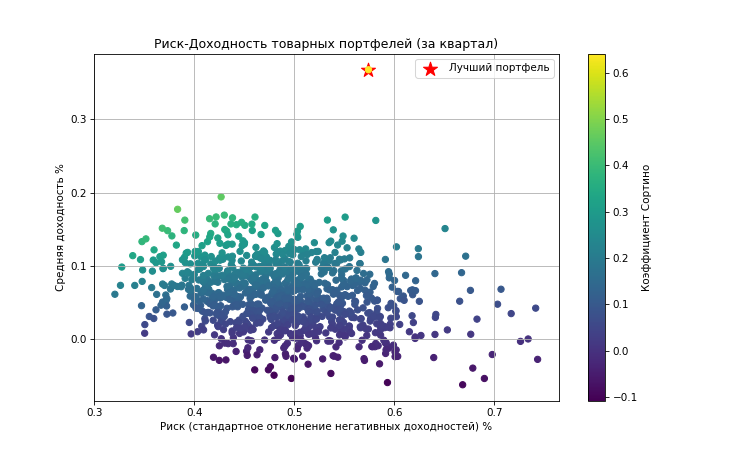 Риск-Доходность товарных портфелей (за квартал)
Лучший портфель
Средняя доходность %
0.3
0.2
0.1
0.0
0.3 0.4 0.5 0.6 0.7
Риск (стандартное отклонение негативных доходностей) %
0.6
0.5
0.4
0.3
0.2
0.1
0.0
−0.1
Коэффициент Сортино